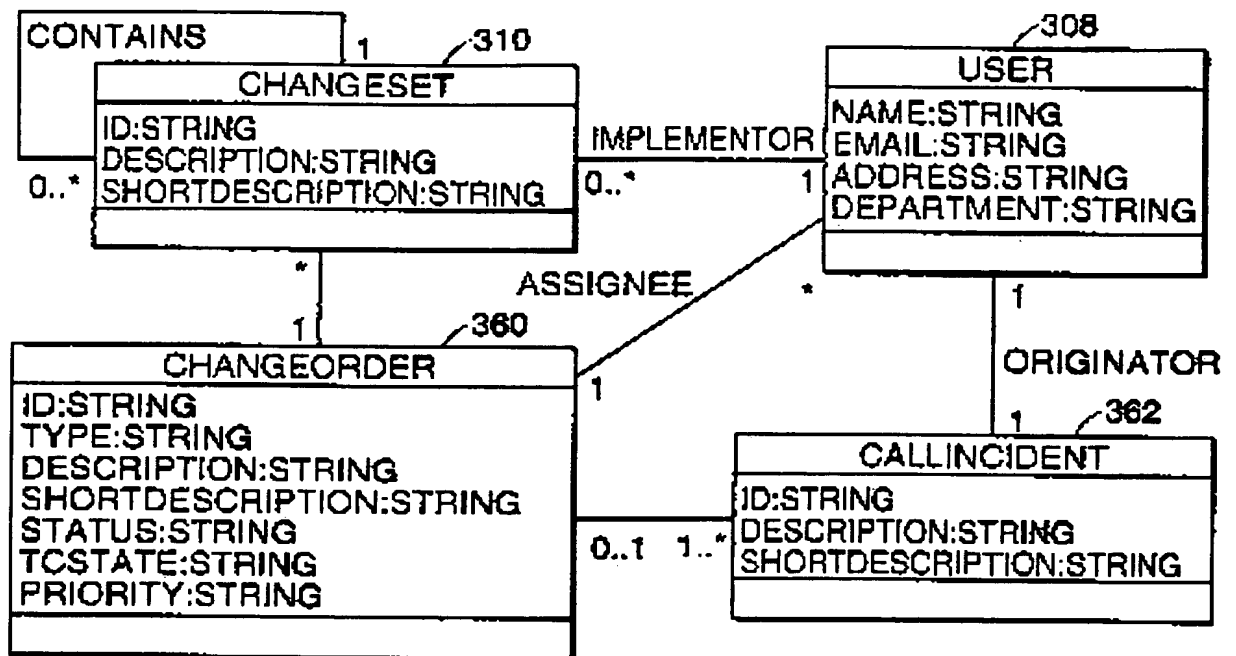 CONTAINS
1
310
CHANGESET
ID:STRING
DESCRIPTION:STRING
SHORTDESCRIPTION:STRING
0..*
308
USER
NAME:STRING
EMAIL:STRING
ADDRESS:STRING
DEPARTMENT:STRING
IMPLEMENTOR
0..*
1
*
1
ASSIGNEE
*
1
360
CHANGEORDER
ID:STRING
TYPE:STRING
DESCRIPTION:STRING
SHORTDESCRIPTION:STRING
STATUS:STRING
TCSTATE:STRING
PRIORITY:STRING
1
ORIGINATOR
1
362
CALLINCIDENT
ID:STRING
DESCRIPTION:STRING
SHORTDESCRIPTION:STRING
0..1
1..*